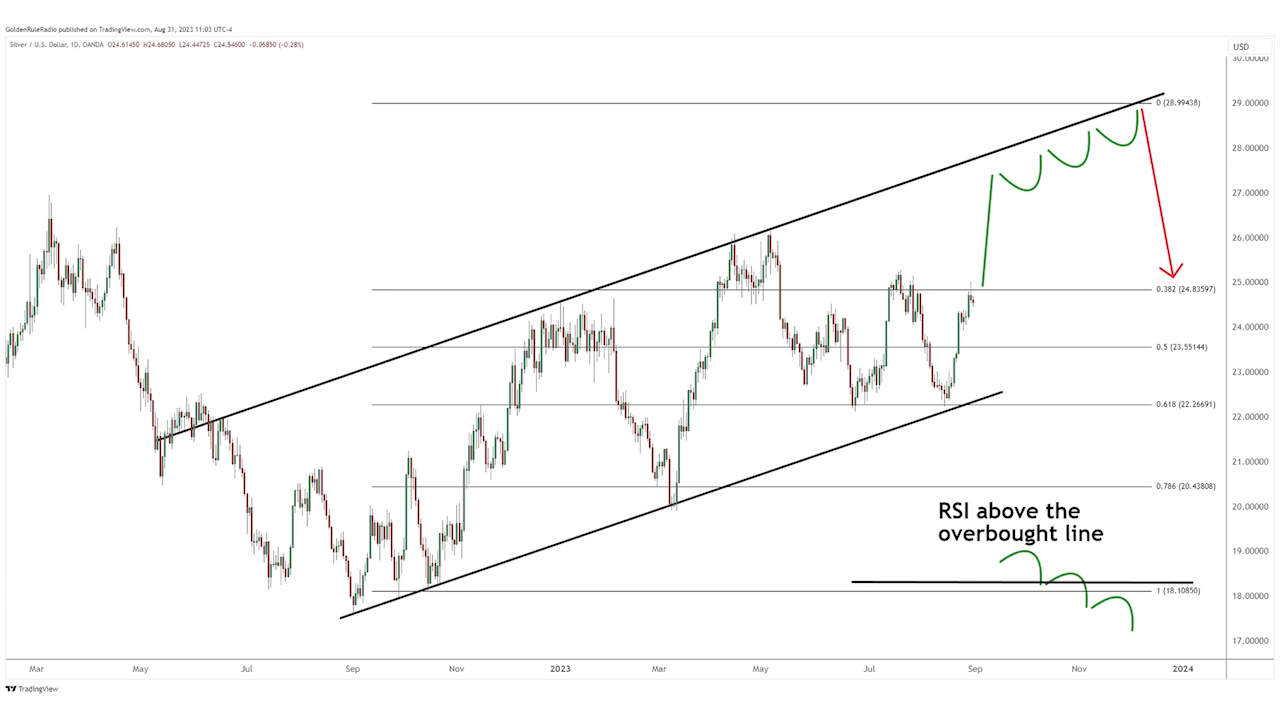 GoldenRuleRadio published on TradingView.com, Aug 31, 2023 11:03 UTC-4
Silver / U.S. Dollar, 1D, OANDA O24.61450 H24.68050 L24.44725 C24.54600 −0.06850 (−0.28%)
USD
30.00000
29.00000
28.00000
27.00000
26.00000
25.00000
24.00000
23.00000
22.00000
21.00000
20.00000
19.00000
18.00000
17.00000
0 (28.99438)
0.382 (24.83597)
0.5 (23.55144)
0.618 (22.26691)
0.786 (20.43808)
1 (18.10850)
RSI above the
overbought line
Mar May Jul Sep Nov 2023 Mar May Jul Sep Nov 2024
TradingView